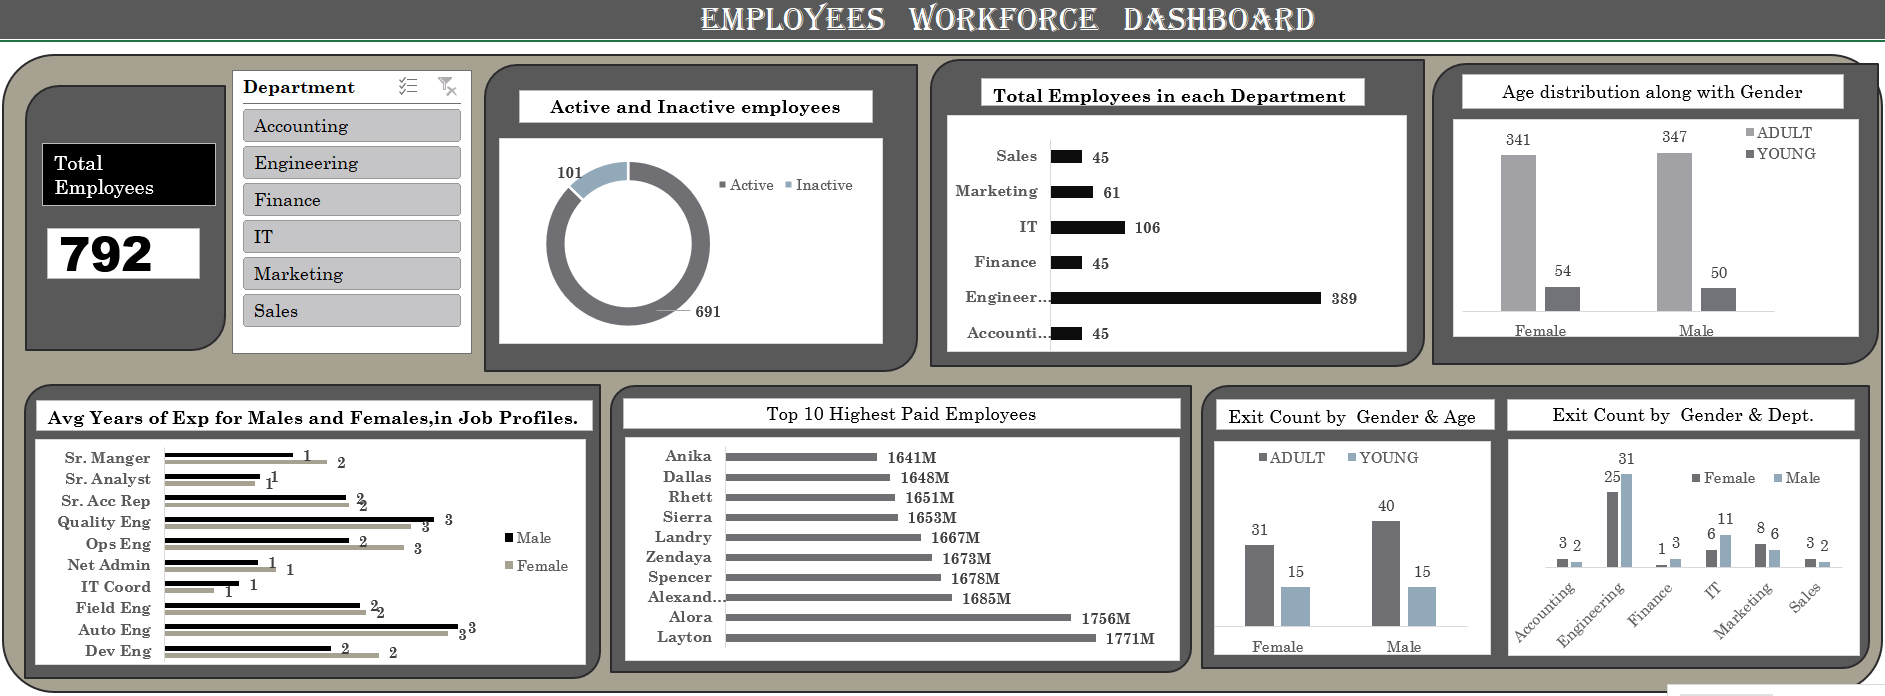 EMPLOYEES WORKFORCE DASHBOARD
Total
Employees
792
Department
Accounting
Engineering
Finance
IT
Marketing
Sales
Active and Inactive employees
101
Active Inactive
691
Total Employees in each Department
Sales 45
Marketing 61
IT 106
Finance 45
Engineer... 389
Accounti... 45
Age distribution along with Gender
ADULT
YOUNG
341 347
54 50
Female Male
Avg Years of Exp for Males and Females,in Job Profiles.
Sr. Manger 1 2
Sr. Analyst 1 1
Sr. Acc Rep 2 2
Quality Eng 3 3
Ops Eng 2 3
Net Admin 1 1
IT Coord 1 1
Field Eng 2 2
Auto Eng 3 3
Dev Eng 2 2
Male
Female
Top 10 Highest Paid Employees
Anika 1641M
Dallas 1648M
Rhett 1651M
Sierra 1653M
Landry 1667M
Zendaya 1673M
Spencer 1678M
Alexand... 1685M
Alora 1756M
Layton 1771M
Exit Count by Gender & Age
ADULT YOUNG
31 15 40 15
Female Male
Exit Count by Gender & Dept.
Female Male
3 2 25 31 1 3 6 11 8 6 3 2
Accounting Engineering Finance IT Marketing Sales